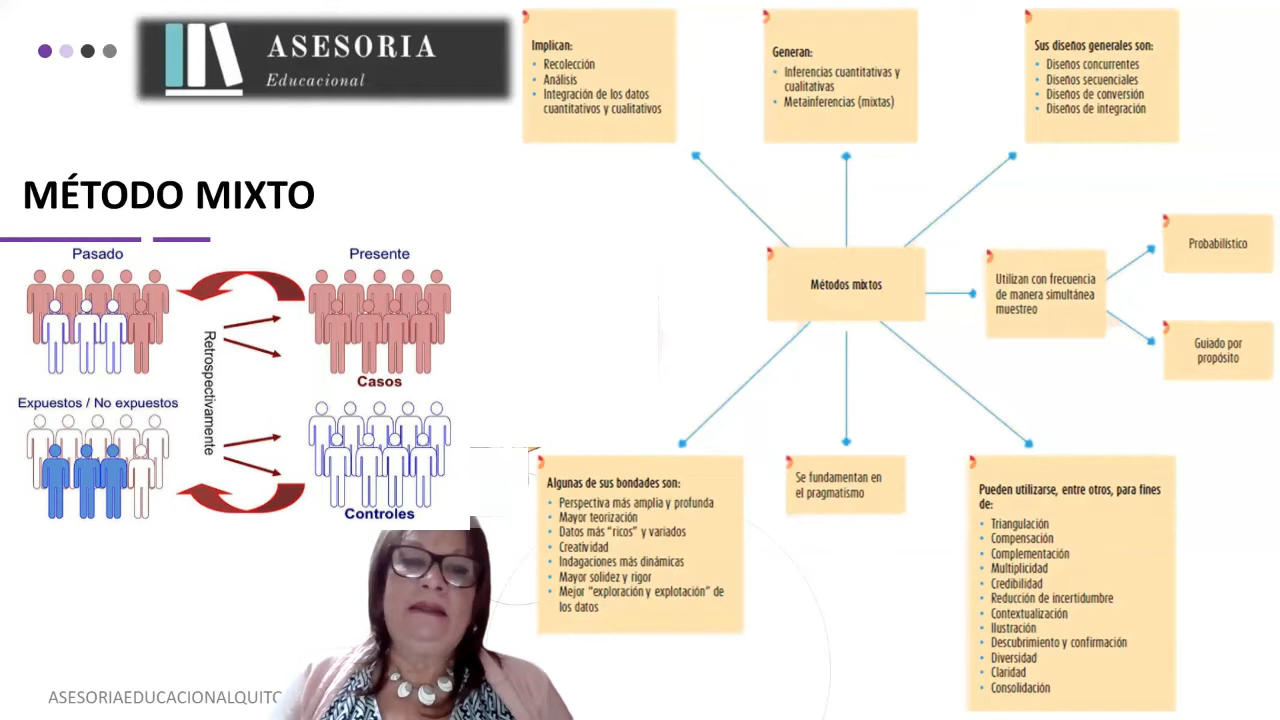 ASESORIA
Educacional
MÉTODO MIXTO
Pasado
Presente
Retrospectivamente
Casos
Expuestos / No expuestos
Controles
ASESORIAEDUCACIONALQUITO
Implican:
• Recolección
• Análisis
• Integración de los datos
cuantitativos y cualitativos
Generan:
• Inferencias cuantitativas y
cualitativas
• Metainferencias (mixtas)
Sus diseños generales son:
• Diseños concurrentes
• Diseños secuenciales
• Diseños de conversión
• Diseños de integración
Métodos mixtos
Utilizan con frecuencia
de manera simultánea
muestreo
Probabilístico
Guiado por
propósito
Algunas de sus bondades son:
• Perspectiva más amplia y profunda
• Mayor teorización
• Datos más "ricos" y variados
• Creatividad
• Indagaciones más dinámicas
• Mayor solidez y rigor
• Mejor "exploración y explotación" de
los datos
Se fundamentan en
el pragmatismo
Pueden utilizarse, entre otros, para fines
de:
• Triangulación
• Compensación
• Complementación
• Multiplicidad
• Credibilidad
• Reducción de incertidumbre
• Contextualización
• Ilustración
• Descubrimiento y confirmación
• Diversidad
• Claridad
• Consolidación